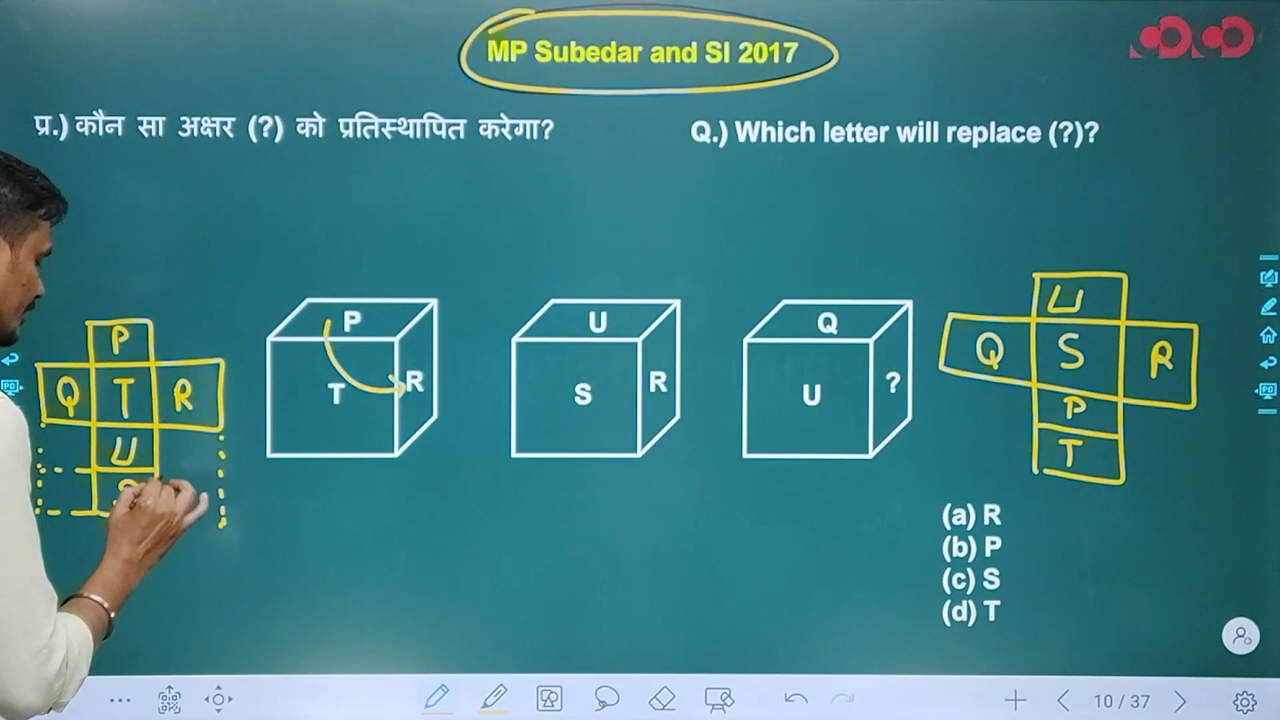 MP Subedar and SI 2017
प्र.) कौन सा अक्षर (?) को प्रतिस्थापित करेगा?
Q.) Which letter will replace (?)?
P
Q T R
U
P
T R
U
S R
Q
U ?
U
Q S R
P
T
(a) R
(b) P
(c) S
(d) T
10 / 37